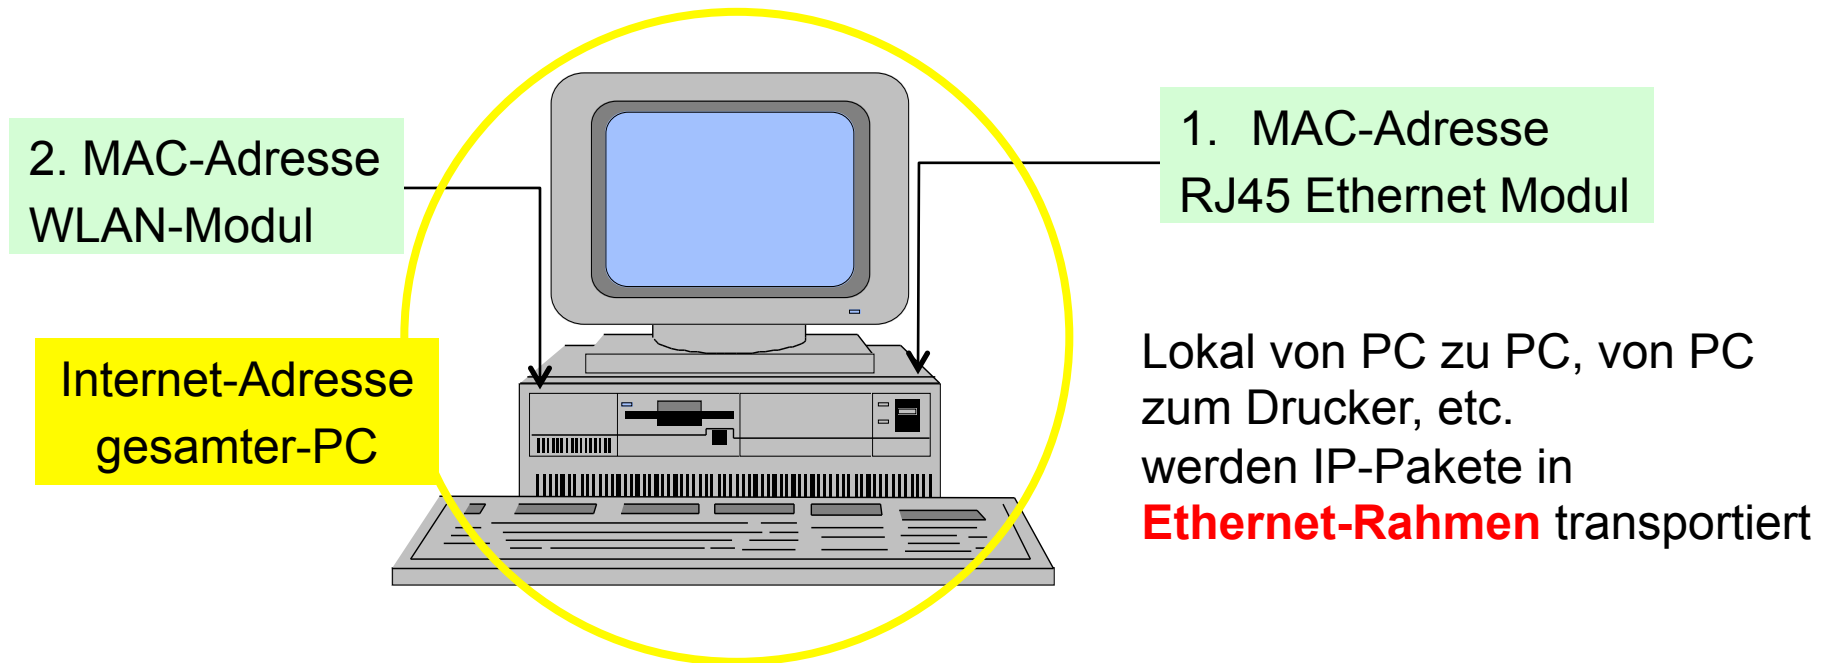 2. MAC-Adresse
WLAN-Modul
Internet-Adresse
gesamter-PC
1. MAC-Adresse
RJ45 Ethernet Modul
Lokal von PC zu PC, von PC
zum Drucker, etc.
werden IP-Pakete in
Ethernet-Rahmen transportiert